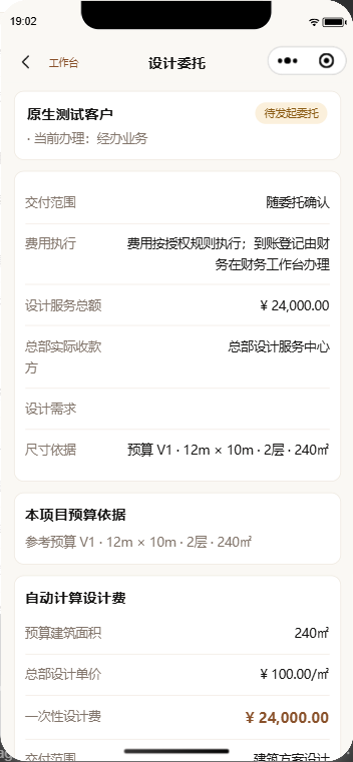 19:02
工作台
设计委托
原生测试客户
待发起委托
· 当前办理：经办业务
交付范围
随委托确认
费用执行
费用按授权规则执行；到账登记由财
务在财务工作台办理
设计服务总额
¥ 24,000.00
总部实际收款
方
总部设计服务中心
设计需求
尺寸依据
预算 V1 · 12m × 10m · 2层 · 240㎡
本项目预算依据
参考预算 V1 · 12m × 10m · 2层 · 240㎡
自动计算设计费
预算建筑面积
240㎡
总部设计单价
¥ 100.00/㎡
一次性设计费
¥ 24,000.00
交付范围
建筑方案设计